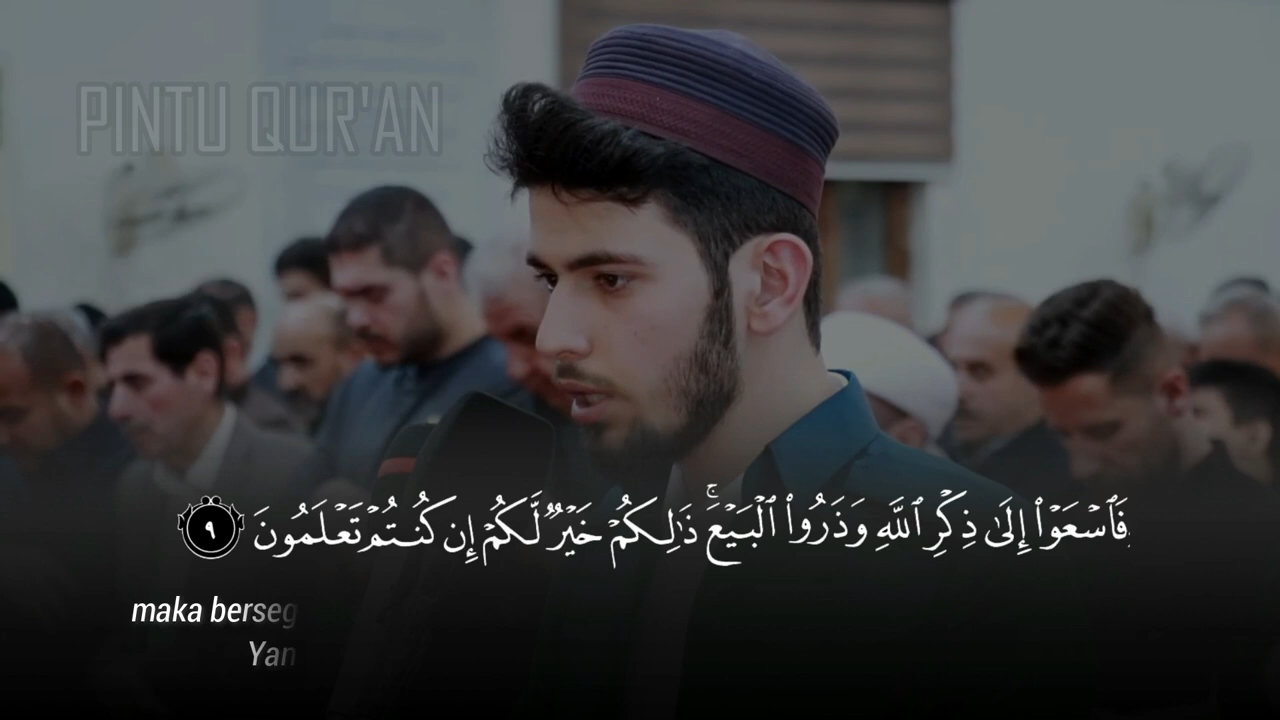 PINTU QUR'AN
فَٱسْعَوْا۟ إِلَىٰ ذِكْرِ ٱللَّهِ وَذَرُوا۟ ٱلْبَيْعَ ۚ ذَٰلِكُمْ خَيْرٌ لَّكُمْ إِن كُنتُمْ تَعْلَمُونَ ٩
maka berseg
Yan